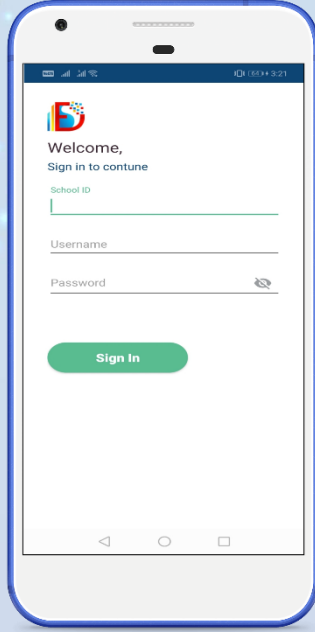 3:21
Welcome,
Sign in to contune
School ID
Username
Password
Sign In